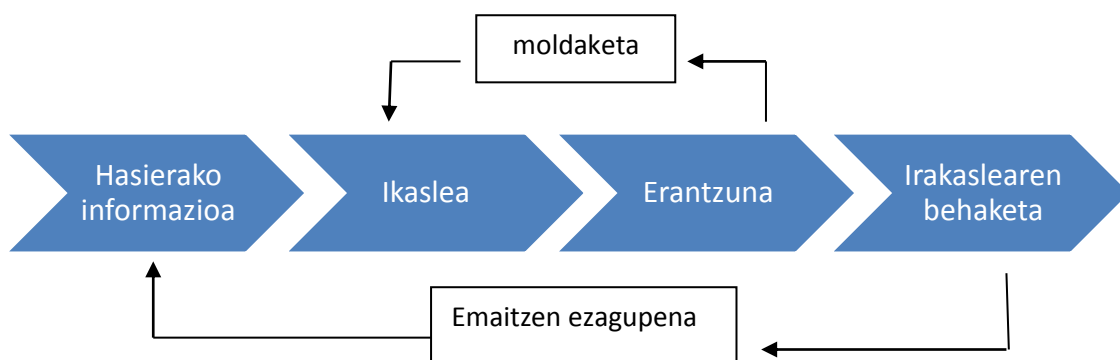 moldaketa
Hasierako
informazioa
Ikaslea
Erantzuna
Irakaslearen
behaketa
Emaitzen ezagupena